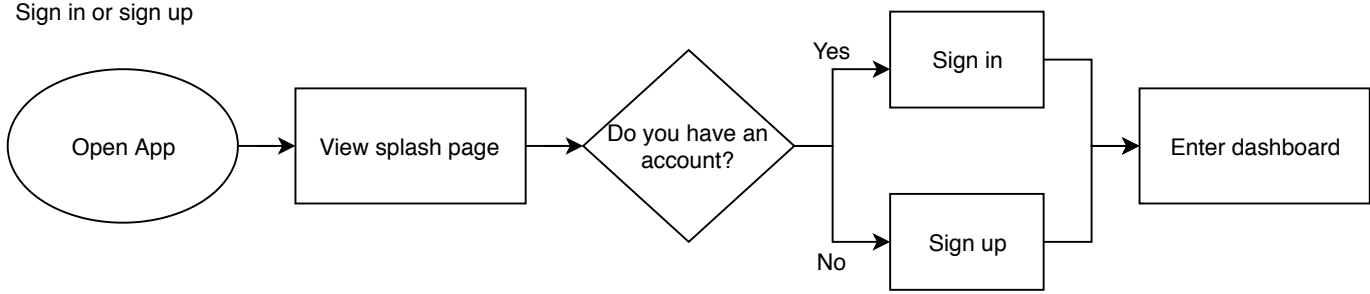 Sign in or sign up
Open App
View splash page
Do you have an
account?
Yes
No
Sign in
Sign up
Enter dashboard